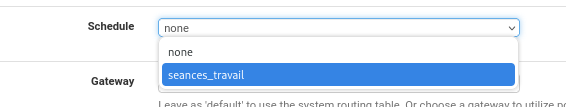 Schedule
none
none
seances_travail
Gateway
Leave as 'default' to use the system routing table. Or choose a gateway to utilize